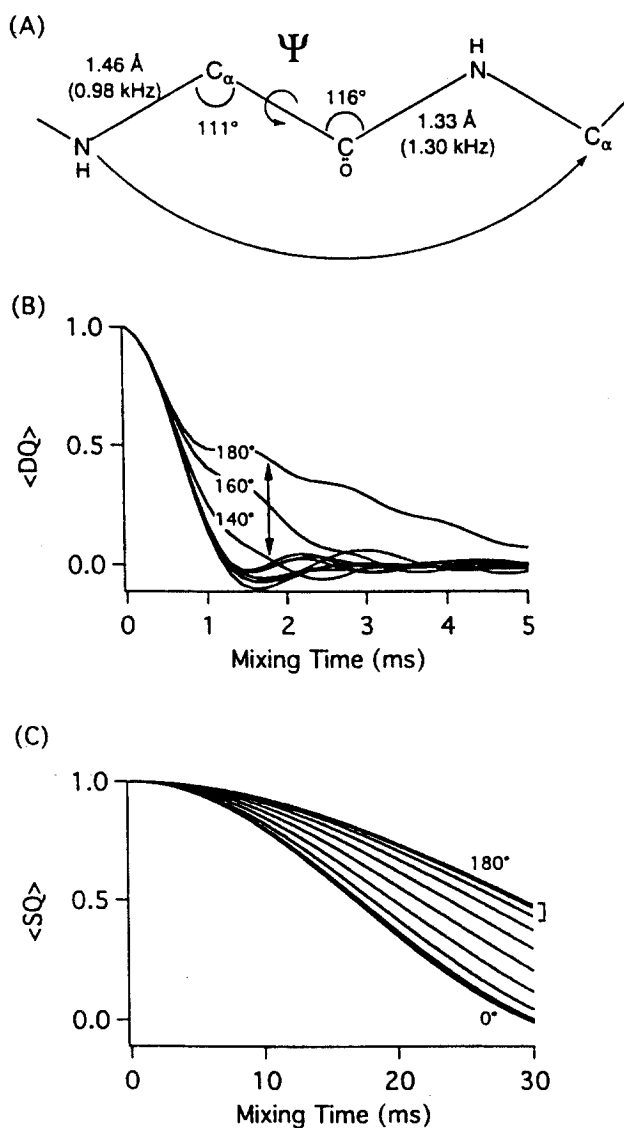 (A)
Ψ
H
N
1.46 Å
(0.98 kHz)
Cα
111°
116°
1.33 Å
(1.30 kHz)
N
H
C
O
Cα
(B)
<DQ>
1.0
0.5
0.0
180°
160°
140°
0 1 2 3 4 5
Mixing Time (ms)
(C)
<SQ>
1.0
0.5
0.0
180°
0°
0 10 20 30
Mixing Time (ms)